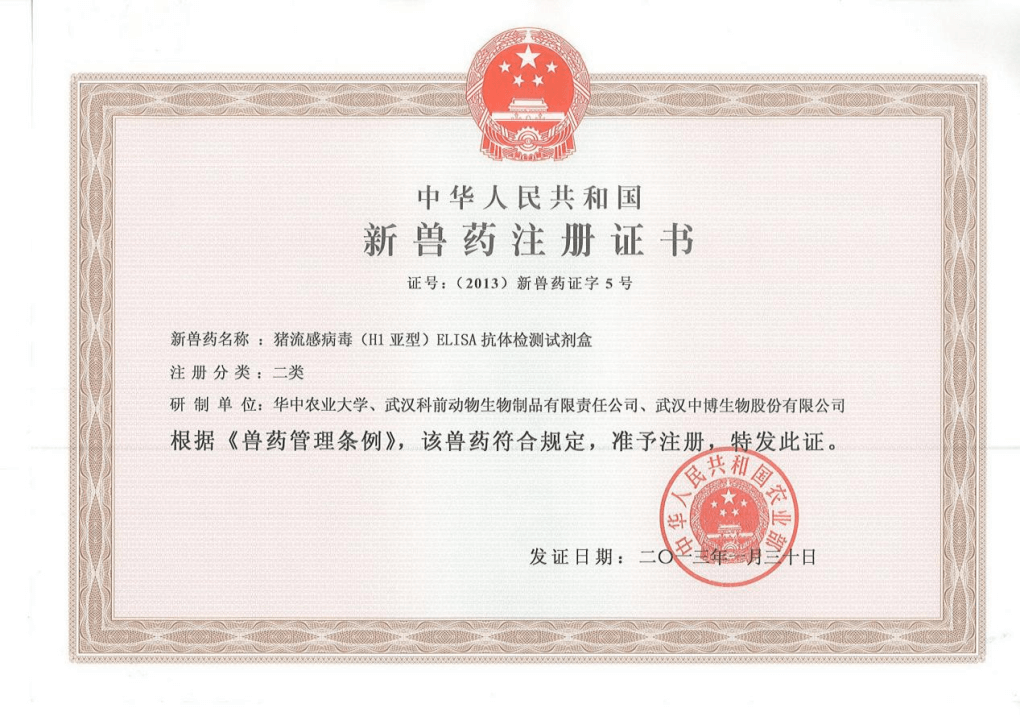 中华人民共和国
新兽药注册证书
证号：（2013）新兽药证字 5 号
新兽药名称 ：猪流感病毒（H1 亚型）ELISA 抗体检测试剂盒
注 册 分 类 ：二类
研 制 单 位：华中农业大学、武汉科前动物生物制品有限责任公司、武汉中博生物股份有限公司
根据《兽药管理条例》，该兽药符合规定，准予注册，特发此证。
中华人民共和国农业部
发证日期：二〇一三年一月三十日